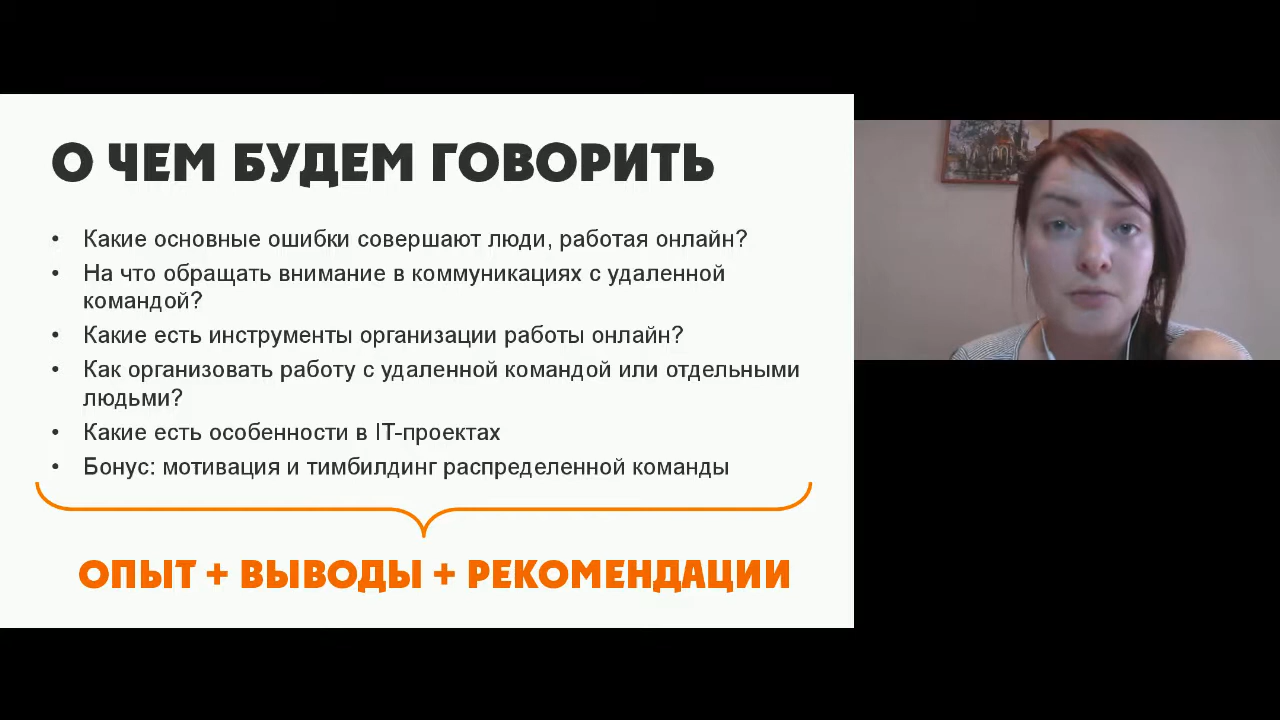 О ЧЕМ БУДЕМ ГОВОРИТЬ
• Какие основные ошибки совершают люди, работая онлайн?
• На что обращать внимание в коммуникациях с удаленной
командой?
• Какие есть инструменты организации работы онлайн?
• Как организовать работу с удаленной командой или отдельными
людьми?
• Какие есть особенности в IT-проектах
• Бонус: мотивация и тимбилдинг распределенной команды
ОПЫТ + ВЫВОДЫ + РЕКОМЕНДАЦИИ